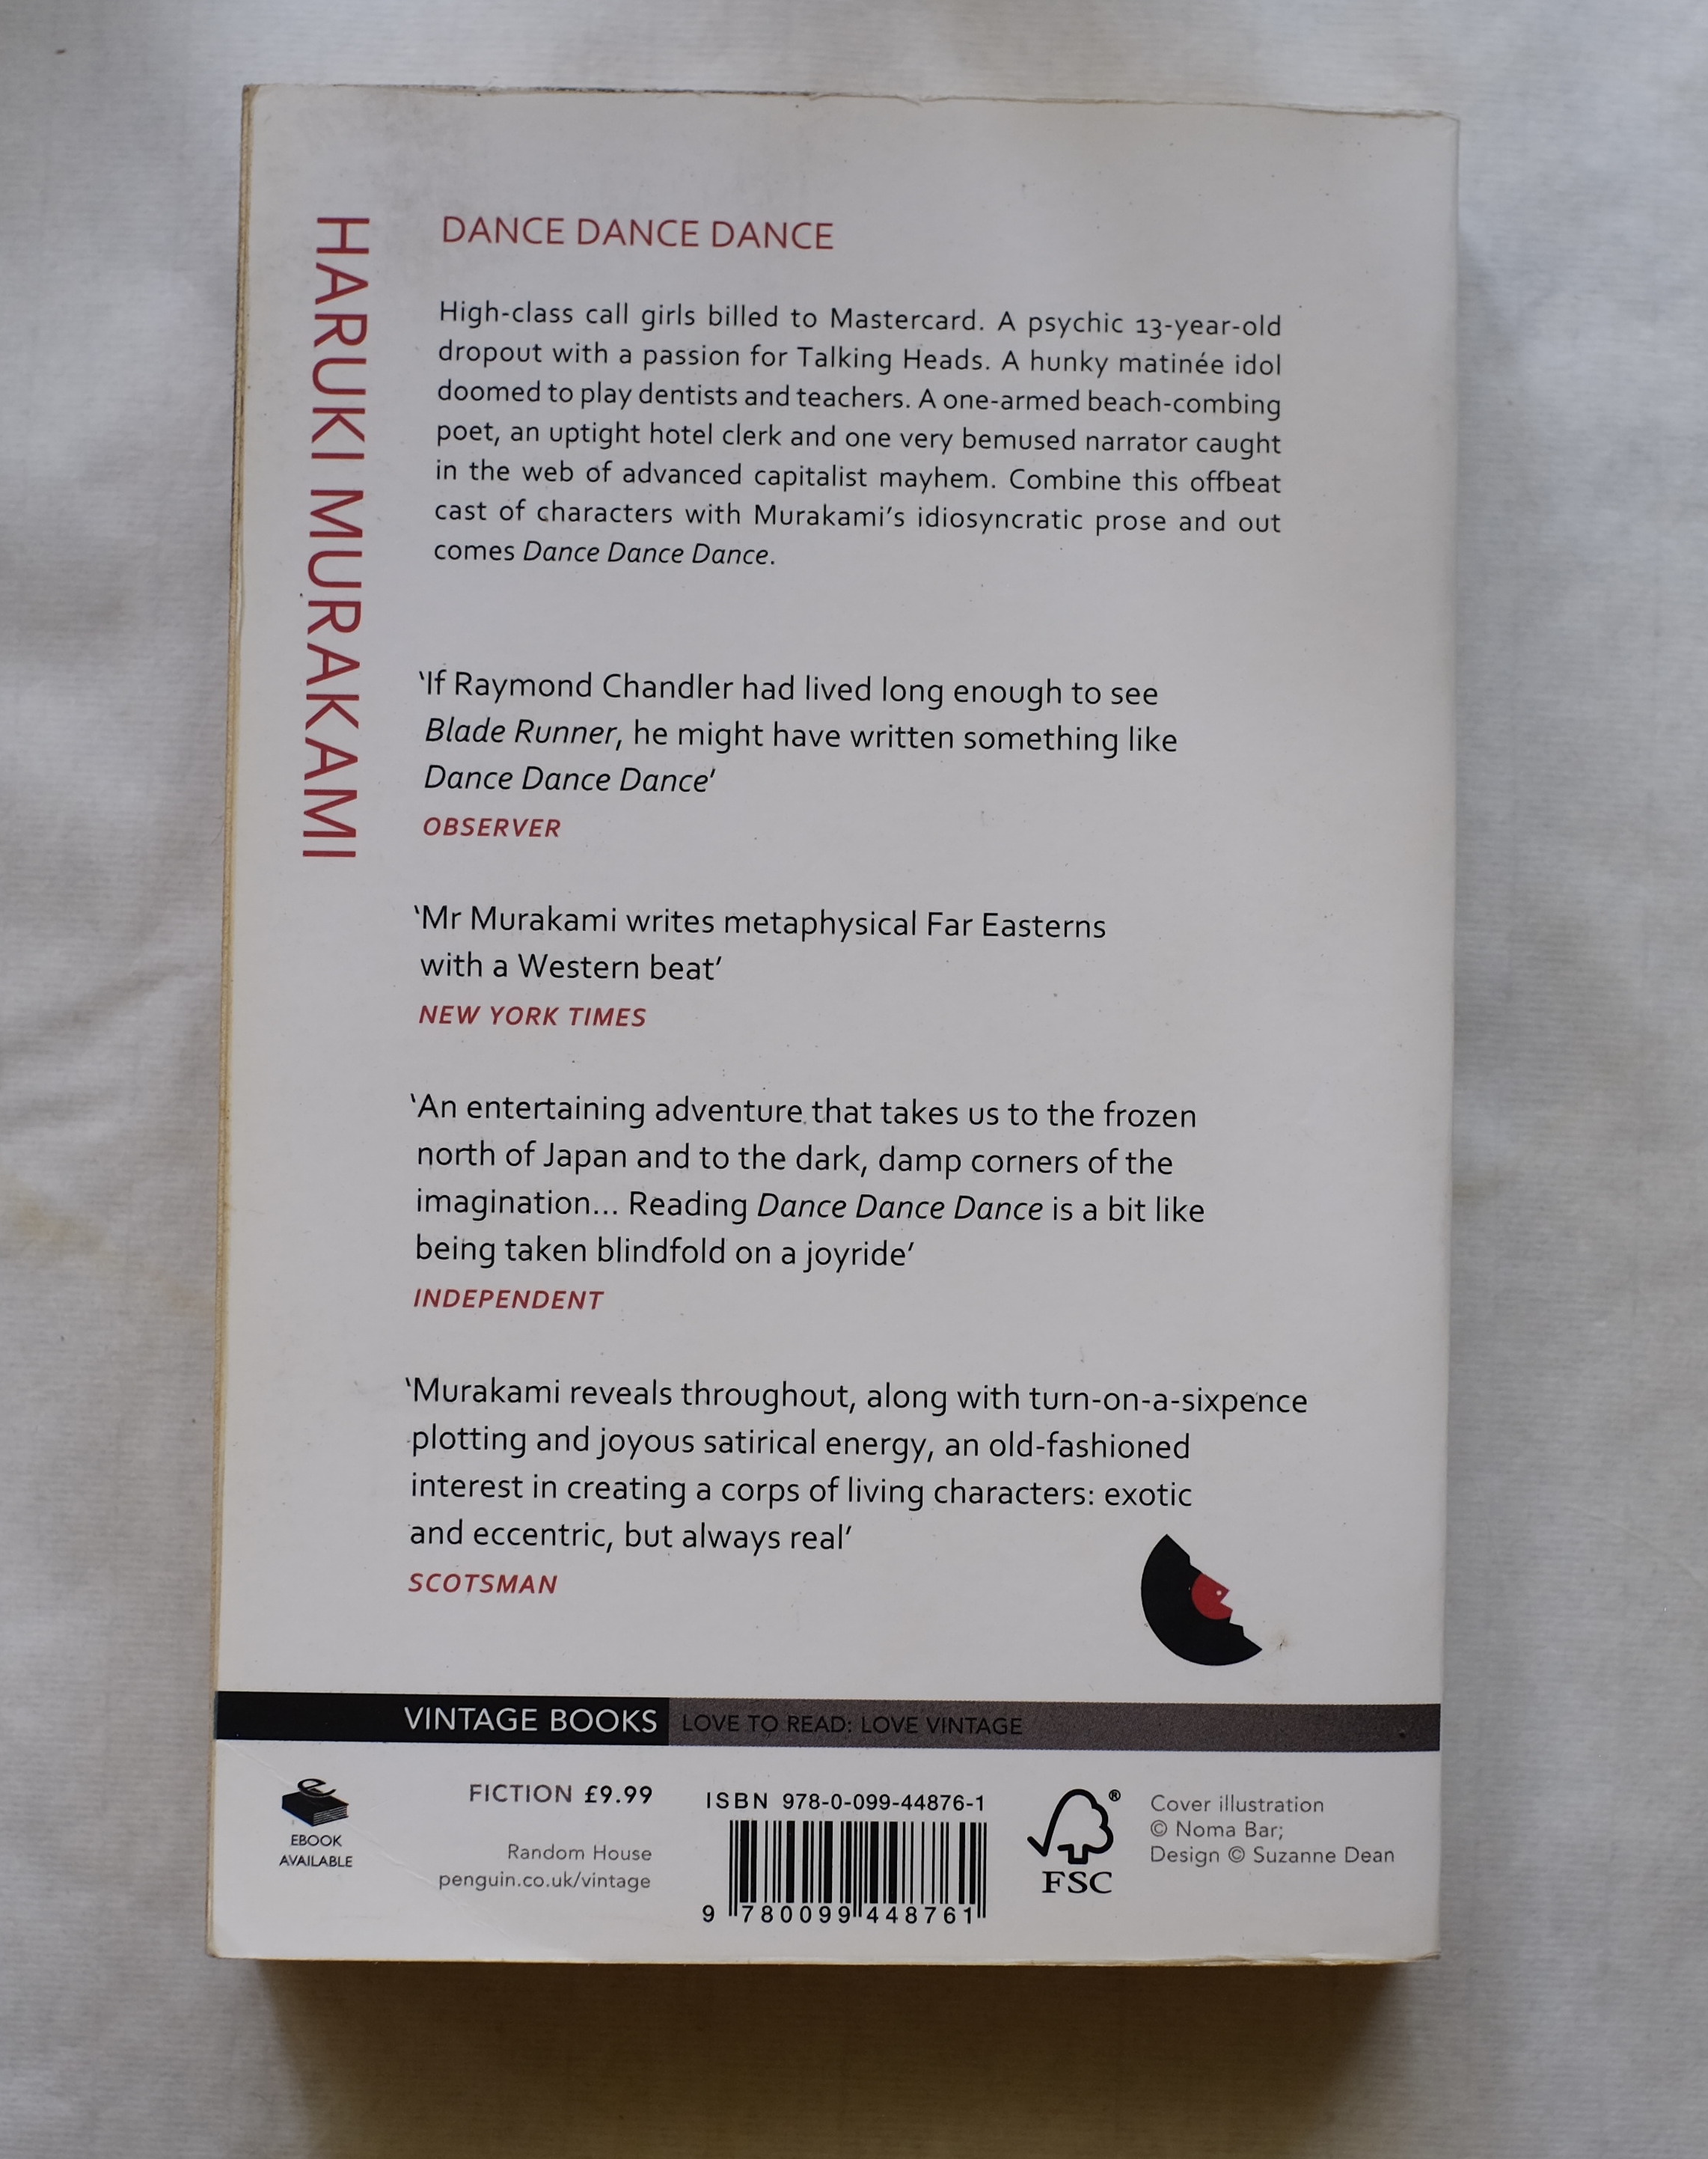 HARUKI MURAKAMI
DANCE DANCE DANCE
High-class call girls billed to Mastercard. A psychic 13-year-old
dropout with a passion for Talking Heads. A hunky matinée idol
doomed to play dentists and teachers. A one-armed beach-combing
poet, an uptight hotel clerk and one very bemused narrator caught
in the web of advanced capitalist mayhem. Combine this offbeat
cast of characters with Murakami's idiosyncratic prose and out
comes Dance Dance Dance.
‘If Raymond Chandler had lived long enough to see
Blade Runner, he might have written something like
Dance Dance Dance’
OBSERVER
‘Mr Murakami writes metaphysical Far Easterns
with a Western beat’
NEW YORK TIMES
‘An entertaining adventure that takes us to the frozen
north of Japan and to the dark, damp corners of the
imagination... Reading Dance Dance Dance is a bit like
being taken blindfold on a joyride’
INDEPENDENT
‘Murakami reveals throughout, along with turn-on-a-sixpence
plotting and joyous satirical energy, an old-fashioned
interest in creating a corps of living characters: exotic
and eccentric, but always real’
SCOTSMAN
VINTAGE BOOKS LOVE TO READ: LOVE VINTAGE
EBOOK
AVAILABLE
FICTION £9.99
Random House
penguin.co.uk/vintage
ISBN 978-0-099-44876-1
9 780099 448761
®
FSC
Cover illustration
© Noma Bar;
Design © Suzanne Dean